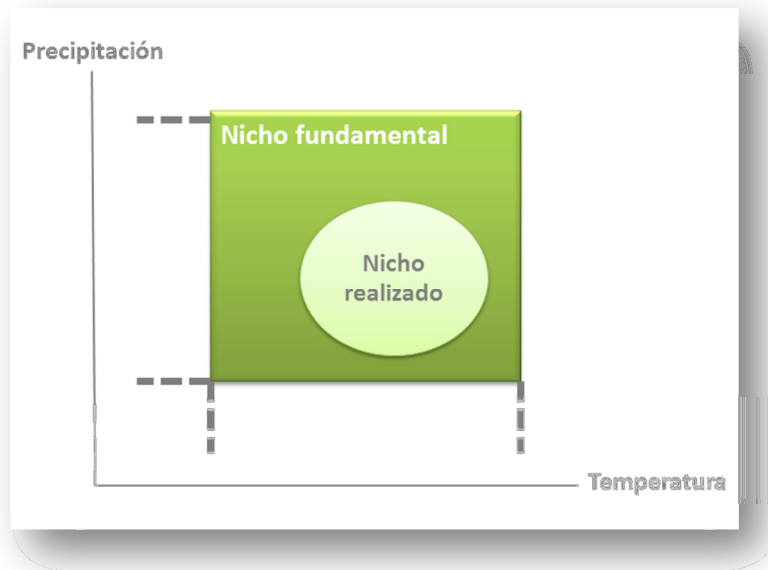 Precipitación
Nicho fundamental
Nicho
realizado
Temperatura